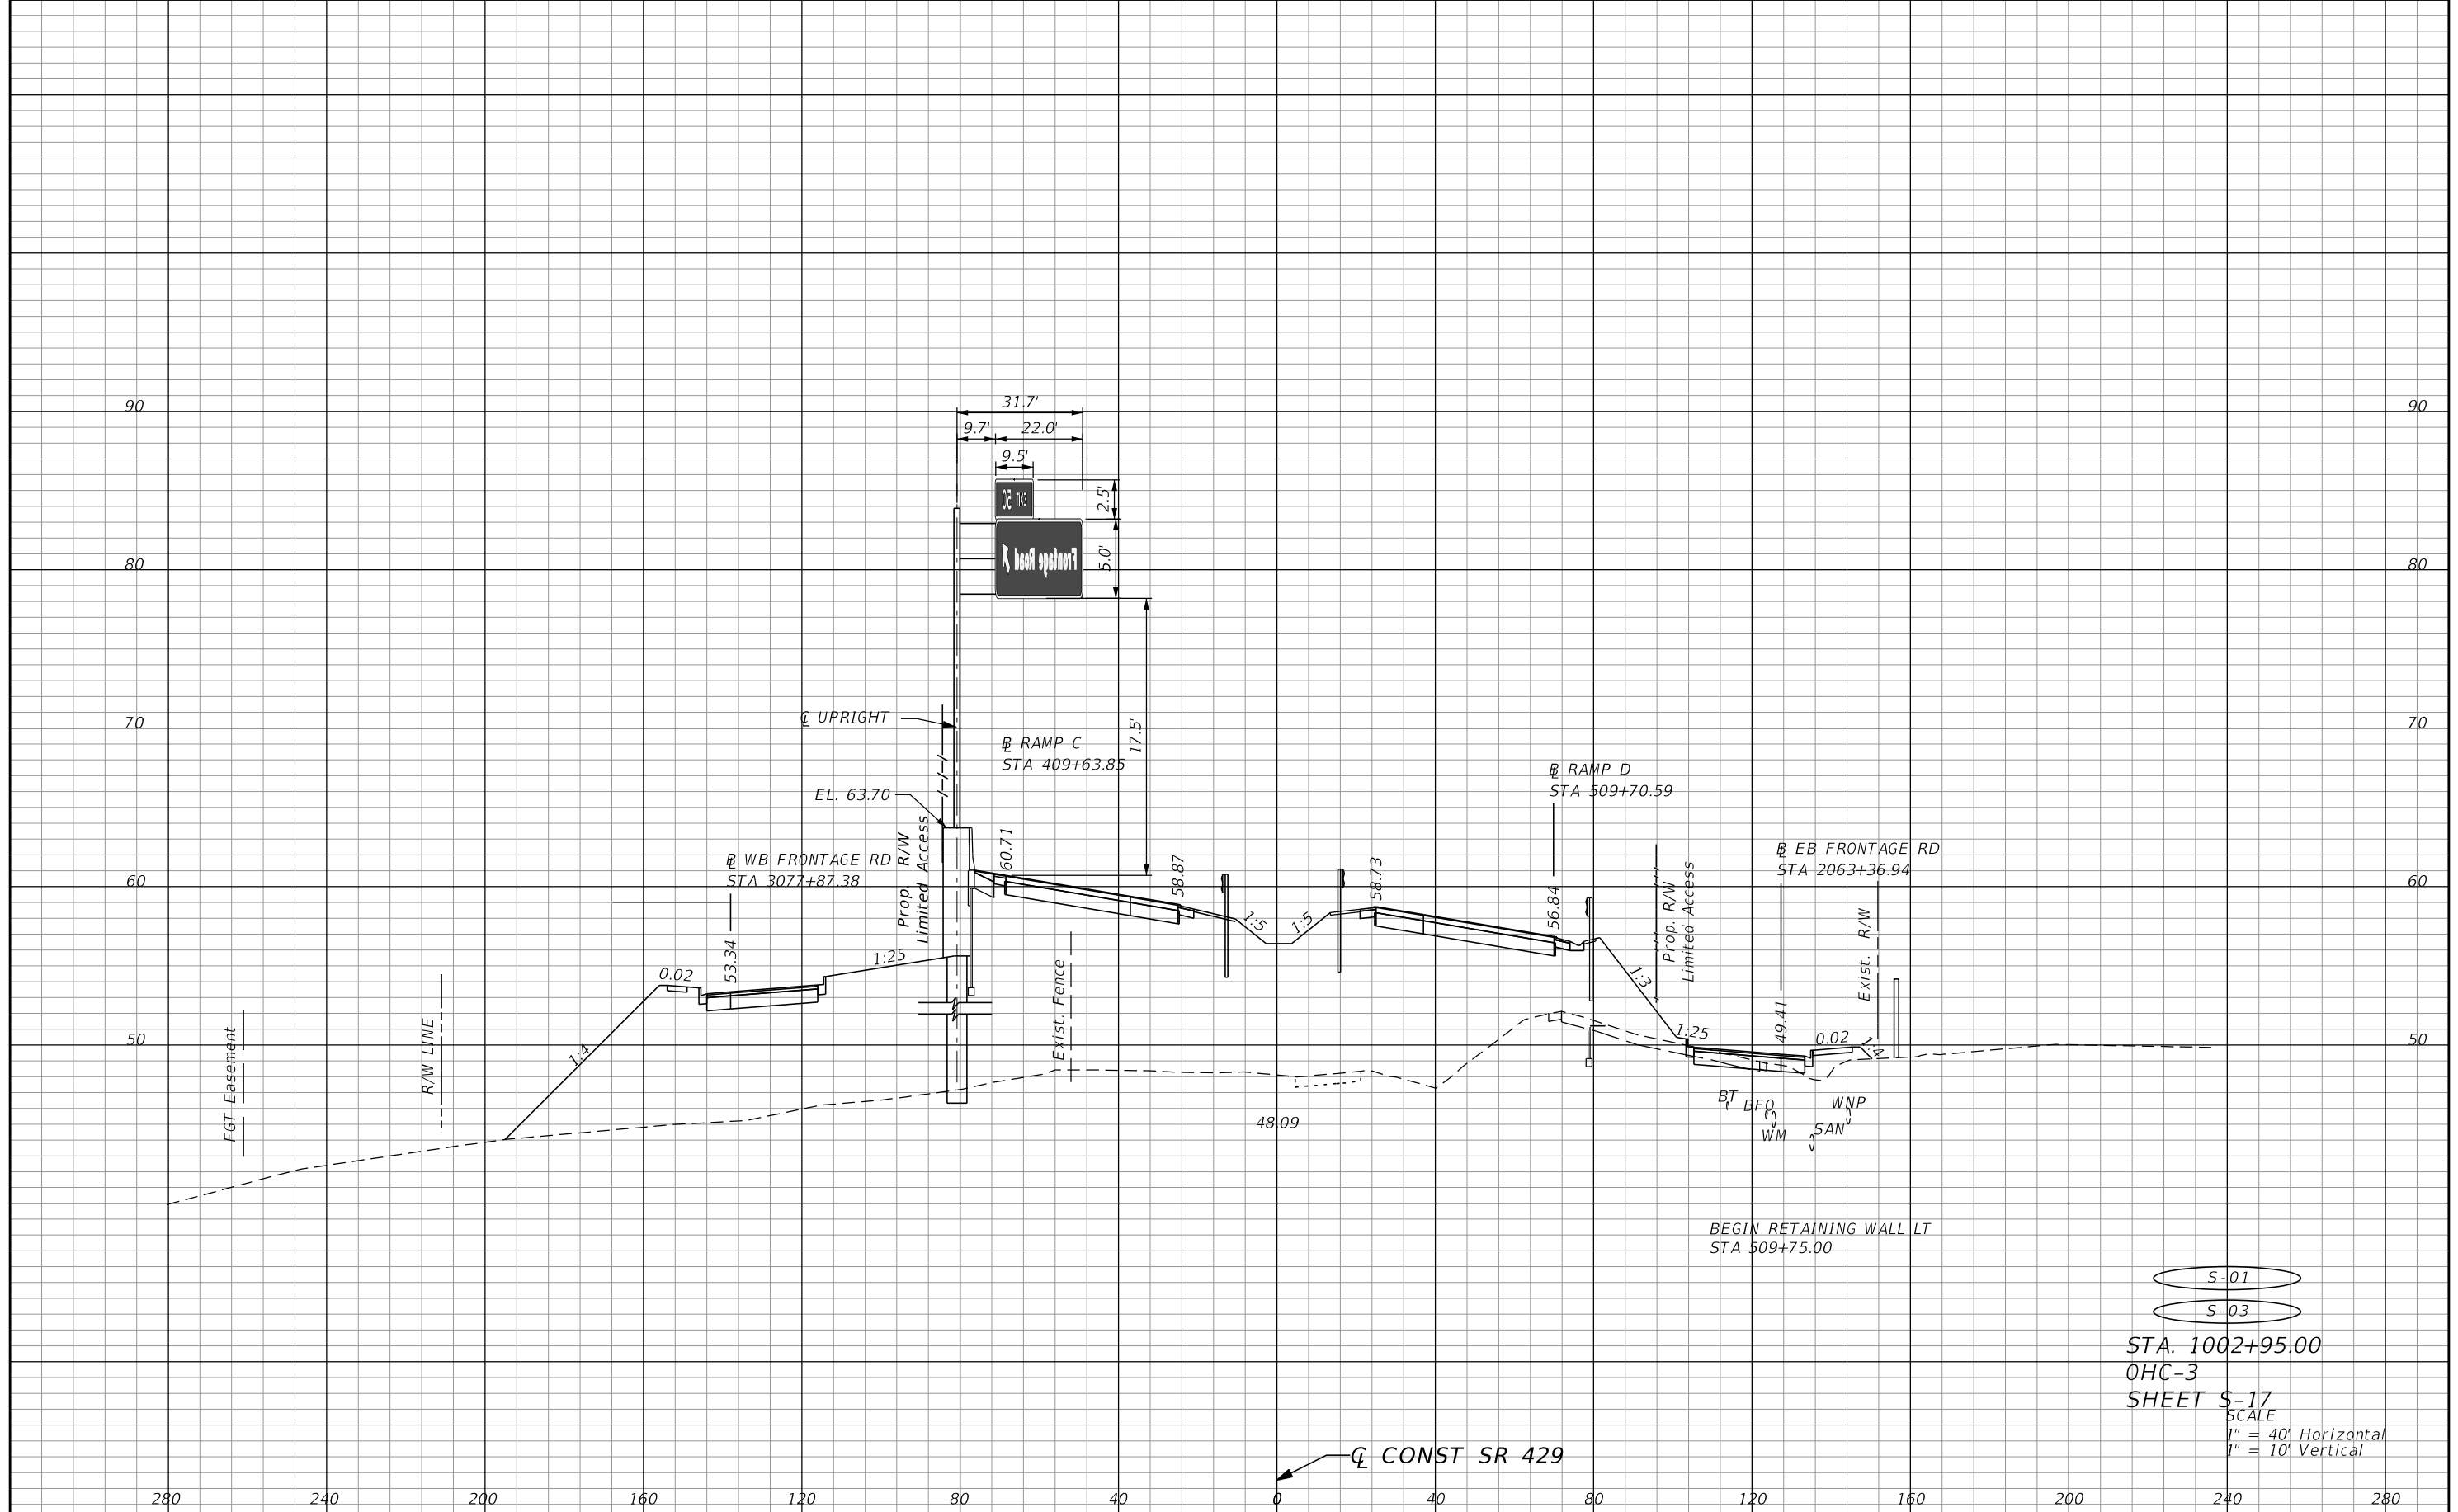 90
90
31.7'
9.7'
22.0'
9.5'
EXIT 50
2.5'
Frontage Road
5.0'
80
80
17.5'
70
70
℄ UPRIGHT
℄ RAMP C
STA 409+63.85
EL. 63.70
℄ RAMP D
STA 509+70.59
Prop. R/W
Limited Access
60.71
58.87
58.73
56.84
℄ WB FRONTAGE RD
STA 3077+87.38
℄ EB FRONTAGE RD
STA 2063+36.94
60
60
Prop. R/W
Limited Access
Exist. R/W
53.34
0.02
1:25
1:5
1:5
1:3
1:4
Exist. Fence
FGT Easement
R/W LINE
50
50
1:25
49.41
0.02
1:4
BT
BFO
WNP
WM
SAN
48.09
BEGIN RETAINING WALL LT
STA 509+75.00
S-01
S-03
STA. 1002+95.00
OHC-3
SHEET S-17
SCALE
1" = 40' Horizontal
1" = 10' Vertical
℄ CONST SR 429
280
240
200
160
120
80
40
0
40
80
120
160
200
240
280